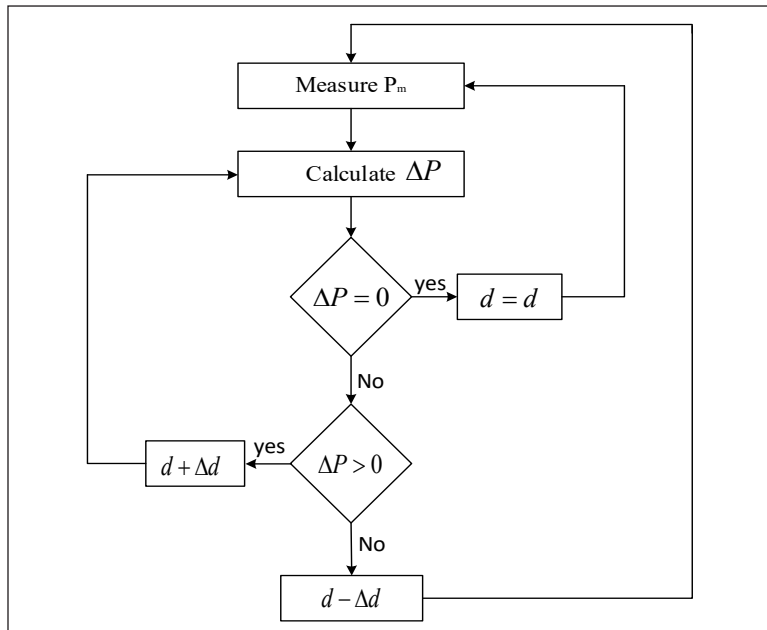 Measure Pₘ
Calculate ΔP
ΔP = 0
yes
d = d
No
ΔP > 0
yes
d + Δd
No
d − Δd